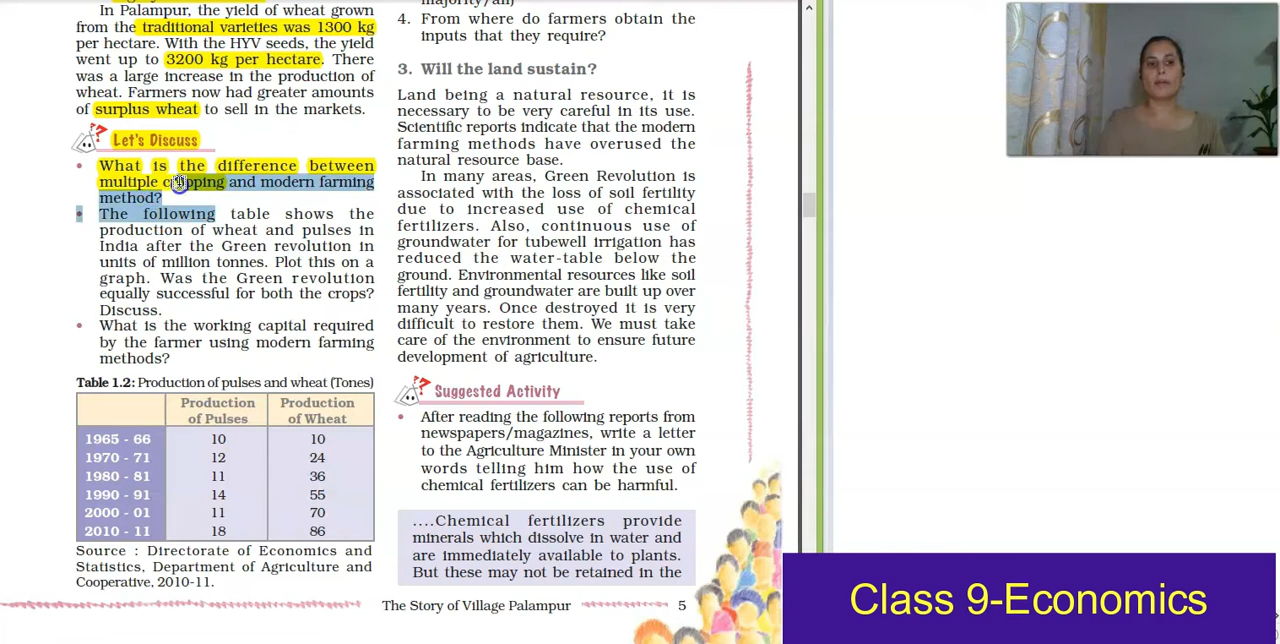 In Palampur, the yield of wheat grown
from the traditional varieties was 1300 kg
per hectare. With the HYV seeds, the yield
went up to 3200 kg per hectare. There
was a large increase in the production of
wheat. Farmers now had greater amounts
of surplus wheat to sell in the markets.
Let's Discuss
• What is the difference between
multiple cropping and modern farming
method?
• The following table shows the
production of wheat and pulses in
India after the Green revolution in
units of million tonnes. Plot this on a
graph. Was the Green revolution
equally successful for both the crops?
Discuss.
• What is the working capital required
by the farmer using modern farming
methods?
Table 1.2: Production of pulses and wheat (Tones)
Production of Pulses Production of Wheat
1965 - 66 10 10
1970 - 71 12 24
1980 - 81 11 36
1990 - 91 14 55
2000 - 01 11 70
2010 - 11 18 86
Source : Directorate of Economics and
Statistics, Department of Agriculture and
Cooperative, 2010-11.
4. From where do farmers obtain the
inputs that they require?
3. Will the land sustain?
Land being a natural resource, it is
necessary to be very careful in its use.
Scientific reports indicate that the modern
farming methods have overused the
natural resource base.
In many areas, Green Revolution is
associated with the loss of soil fertility
due to increased use of chemical
fertilizers. Also, continuous use of
groundwater for tubewell irrigation has
reduced the water-table below the
ground. Environmental resources like soil
fertility and groundwater are built up over
many years. Once destroyed it is very
difficult to restore them. We must take
care of the environment to ensure future
development of agriculture.
Suggested Activity
• After reading the following reports from
newspapers/magazines, write a letter
to the Agriculture Minister in your own
words telling him how the use of
chemical fertilizers can be harmful.
....Chemical fertilizers provide
minerals which dissolve in water and
are immediately available to plants.
But these may not be retained in the
The Story of Village Palampur 5
Class 9-Economics